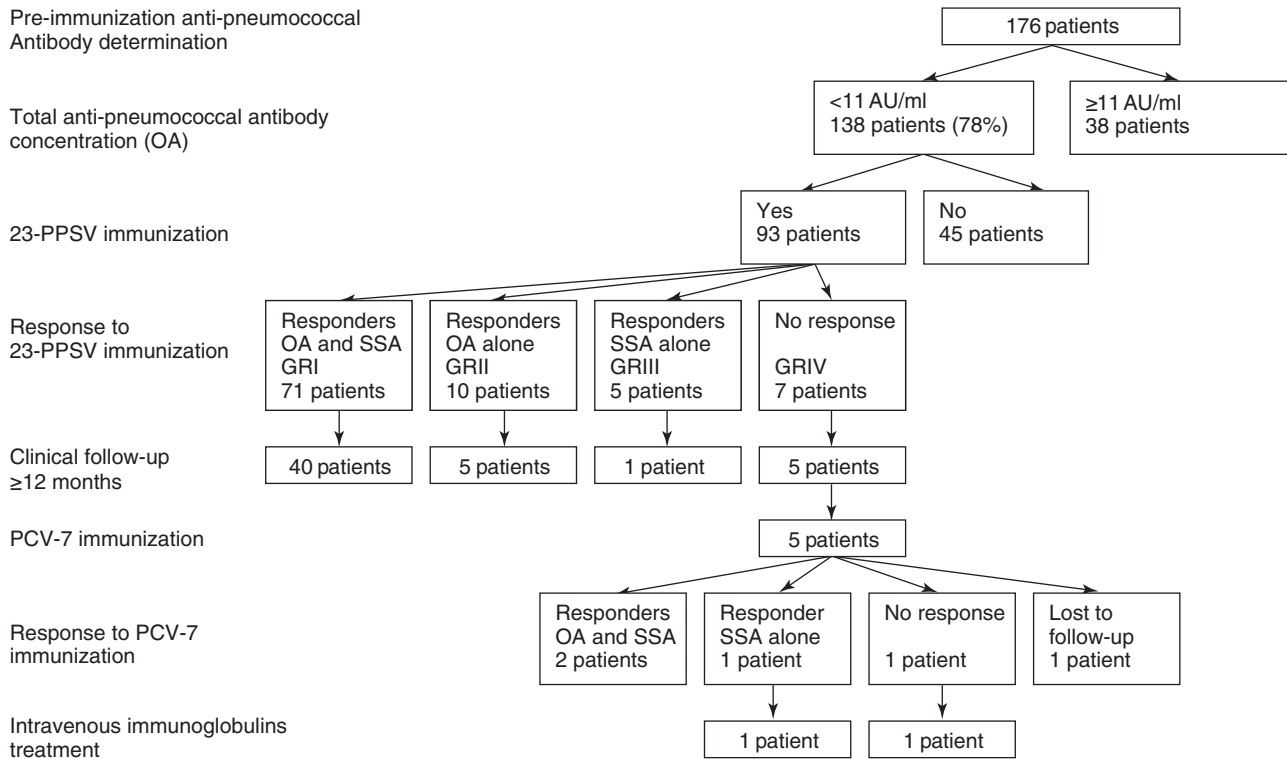 Pre-immunization anti-pneumococcal
Antibody determination
176 patients
Total anti-pneumococcal antibody
concentration (OA)
<11 AU/ml
138 patients (78%)
≥11 AU/ml
38 patients
23-PPSV immunization
Yes
93 patients
No
45 patients
Response to
23-PPSV immunization
Responders
OA and SSA
GRI
71 patients
Responders
OA alone
GRII
10 patients
Responders
SSA alone
GRIII
5 patients
No response
GRIV
7 patients
Clinical follow-up
≥12 months
40 patients
5 patients
1 patient
5 patients
PCV-7 immunization
5 patients
Response to PCV-7
immunization
Responders
OA and SSA
2 patients
Responder
SSA alone
1 patient
No response
1 patient
Lost to
follow-up
1 patient
Intravenous immunoglobulins
treatment
1 patient
1 patient